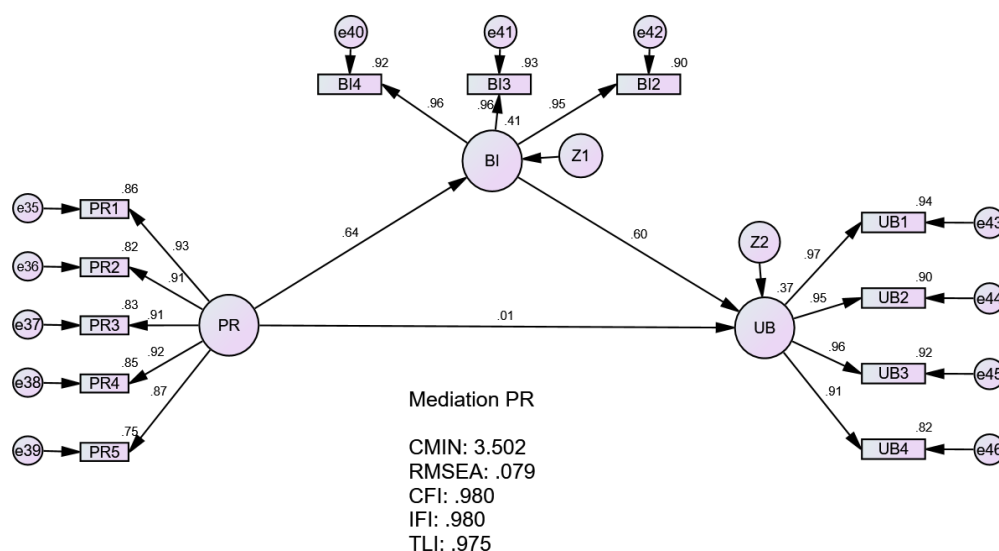 e40
e41
e42
.92
.93
.90
BI4
BI3
BI2
.96
.96
.95
.41
BI
Z1
.86
e35
PR1
.94
UB1
e43
.93
.64
.60
Z2
.97
.82
e36
PR2
.91
.37
.95
.90
UB2
e44
.83
e37
PR3
.91
PR
.01
UB
.92
.96
.92
UB3
e45
.85
e38
PR4
.87
.91
Mediation PR
.75
e39
PR5
.82
UB4
e46
CMIN: 3.502
RMSEA: .079
CFI: .980
IFI: .980
TLI: .975